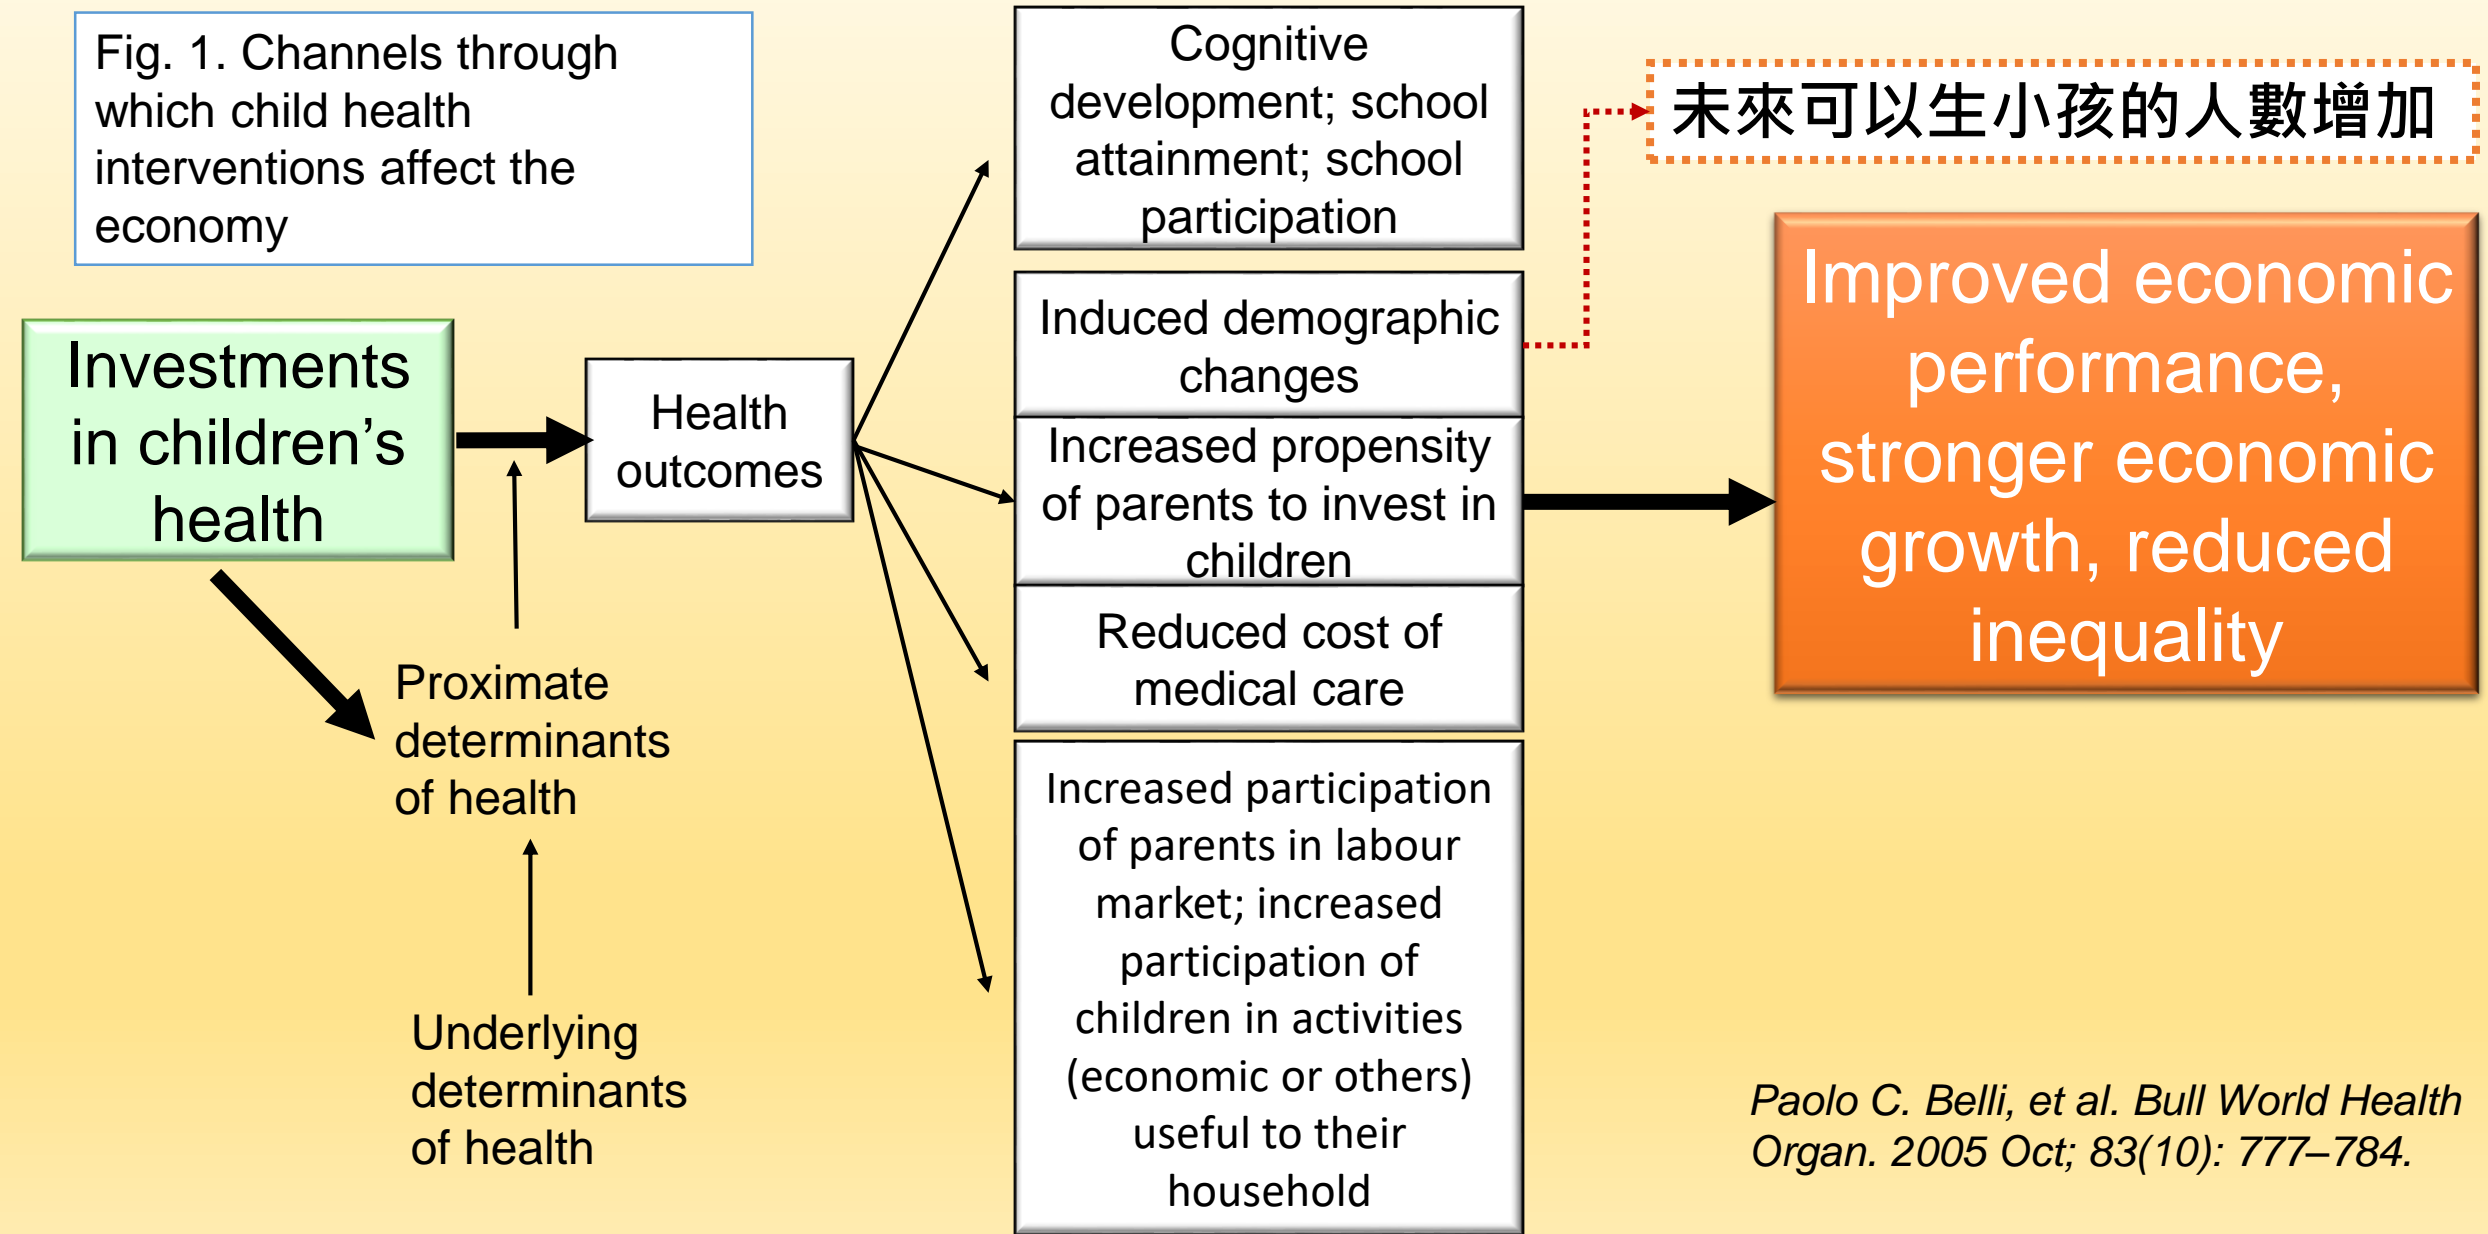 Fig. 1. Channels through
which child health
interventions affect the
economy
Investments
in children’s
health
Proximate
determinants
of health
Underlying
determinants
of health
Health
outcomes
Cognitive
development; school
attainment; school
participation
Induced demographic
changes
Increased propensity
of parents to invest in
children
Reduced cost of
medical care
Increased participation
of parents in labour
market; increased
participation of
children in activities
(economic or others)
useful to their
household
未來可以生小孩的人數增加
Improved economic
performance,
stronger economic
growth, reduced
inequality
Paolo C. Belli, et al. Bull World Health
Organ. 2005 Oct; 83(10): 777–784.